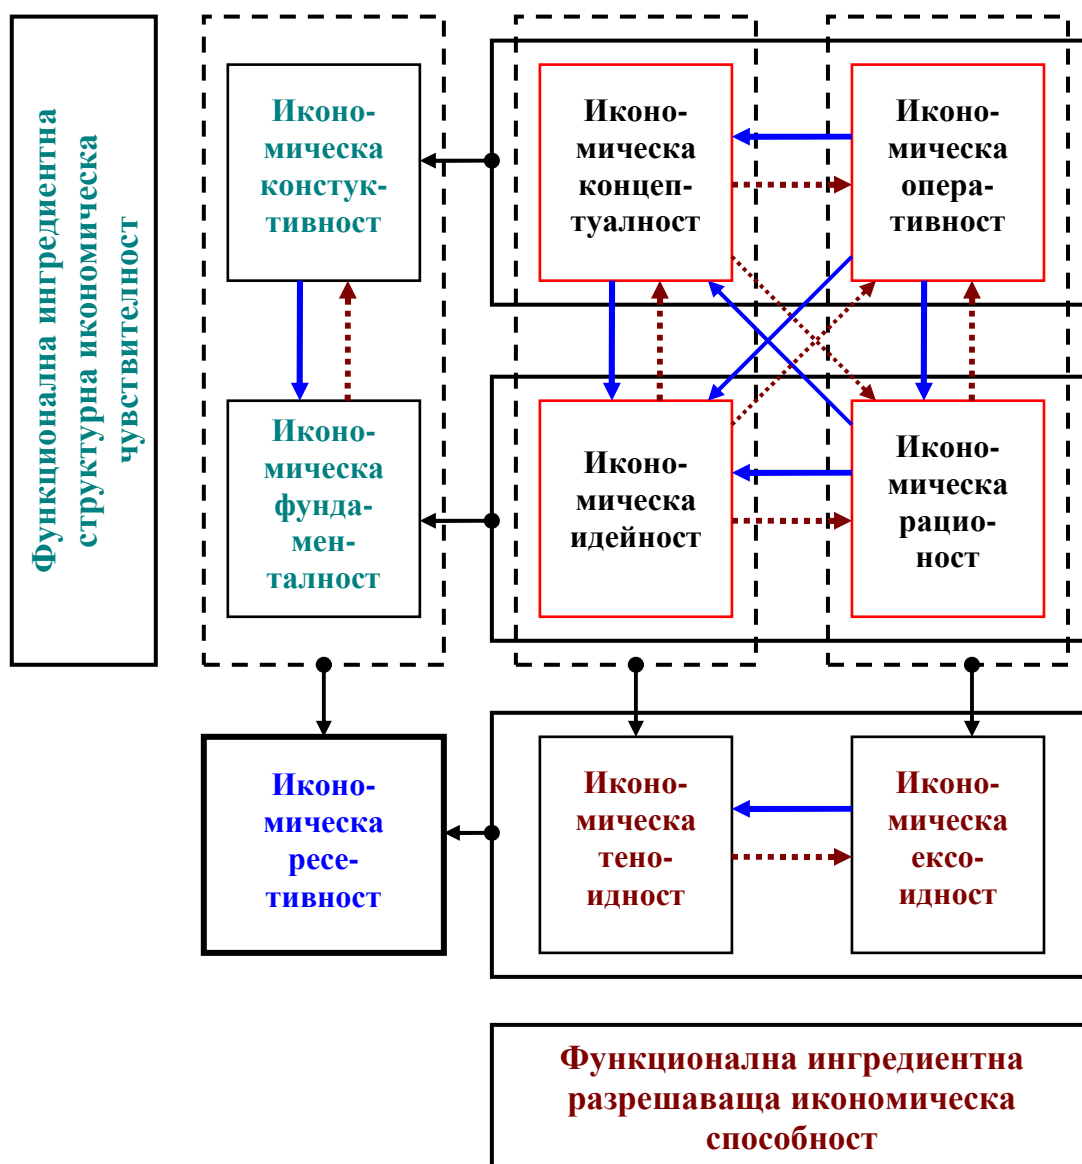 Функционална ингредиентна
структурна икономическа
чувствителност
Иконо-
мическа
констук-
тивност
Иконо-
мическа
концеп-
туалност
Иконо-
мическа
опера-
тивност
Иконо-
мическа
фунда-
мен-
талност
Иконо-
мическа
идейност
Иконо-
мическа
рацио-
ност
Иконо-
мическа
ресе-
тивност
Иконо-
мическа
тено-
идност
Иконо-
мическа
ексо-
идност
Функционална ингредиентна
разрешаваща икономическа
способност